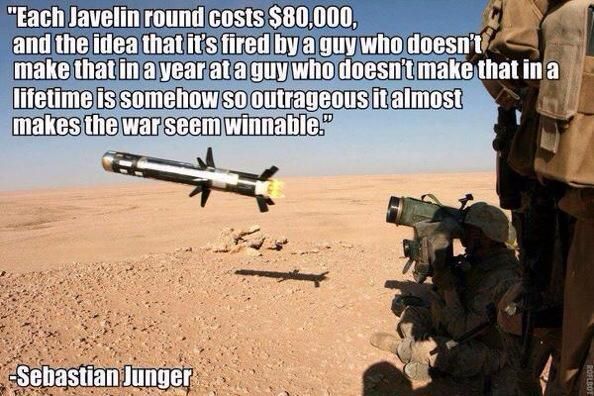 "Each Javelin round costs $80,000,
and the idea that it's fired by a guy who doesn't
make that in a year at a guy who doesn't make that in a
lifetime is somehow so outrageous it almost
makes the war seem winnable."
-Sebastian Junger